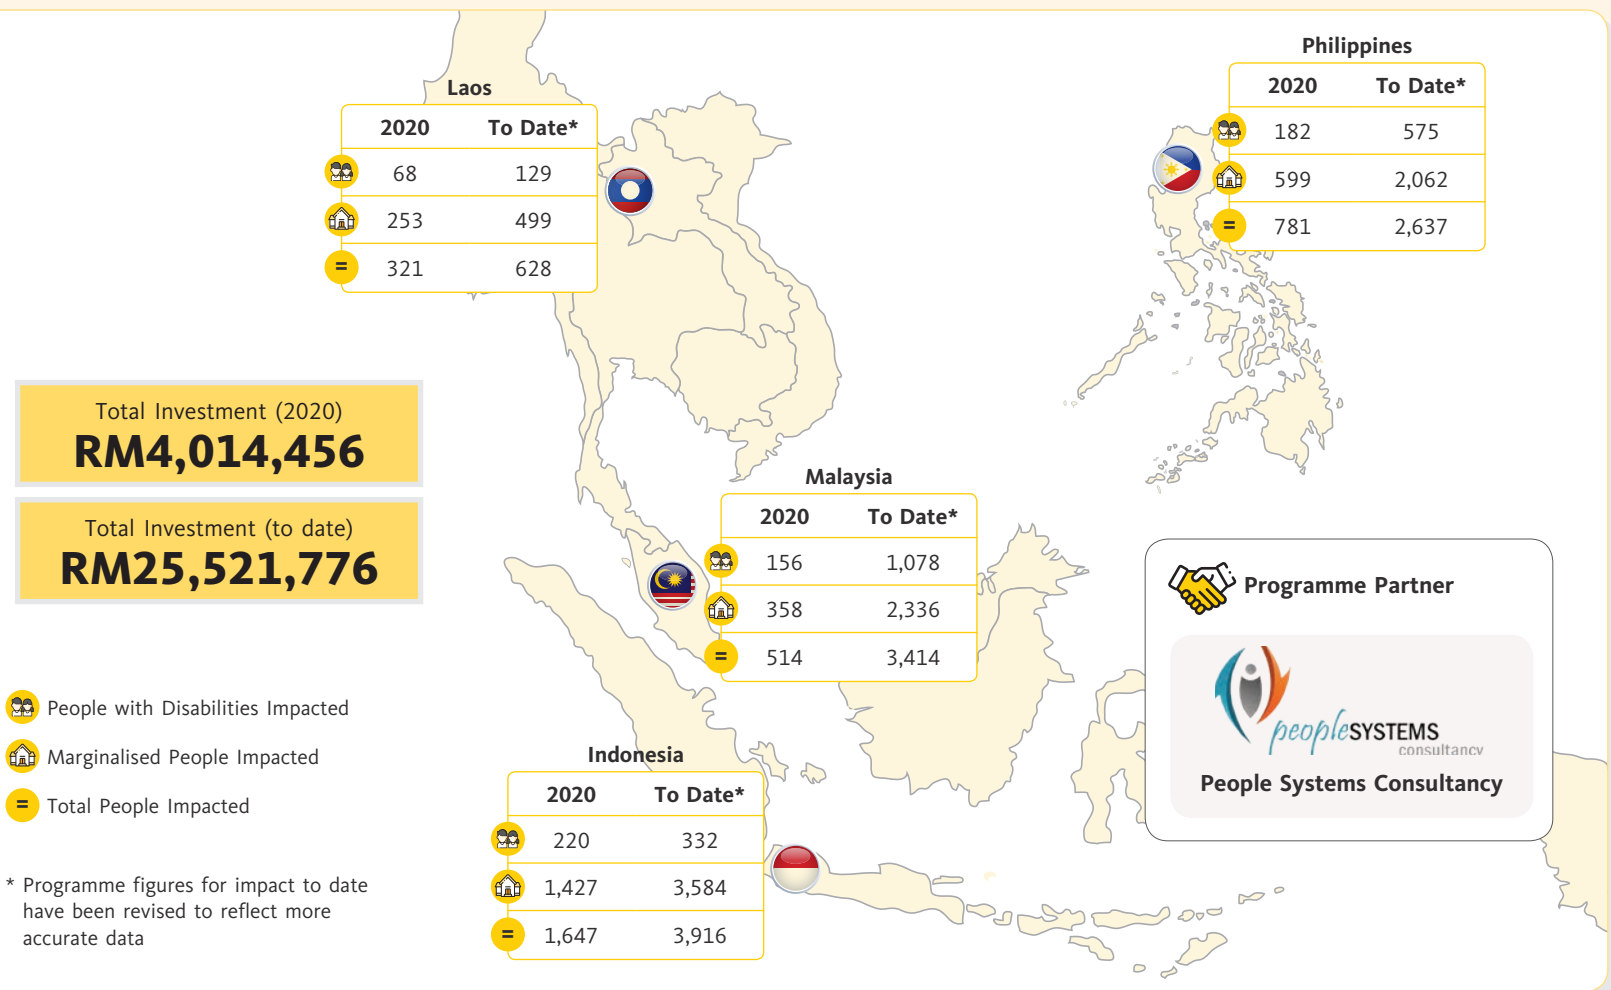 Philippines
2020 To Date*
182 575
599 2,062
= 781 2,637
Laos
2020 To Date*
68 129
253 499
= 321 628
Total Investment (2020)
RM4,014,456
Total Investment (to date)
RM25,521,776
Malaysia
2020 To Date*
156 1,078
358 2,336
= 514 3,414
Programme Partner
peopleSYSTEMS
consultancy
People Systems Consultancy
People with Disabilities Impacted
Marginalised People Impacted
= Total People Impacted
Indonesia
2020 To Date*
220 332
1,427 3,584
= 1,647 3,916
* Programme figures for impact to date
have been revised to reflect more
accurate data